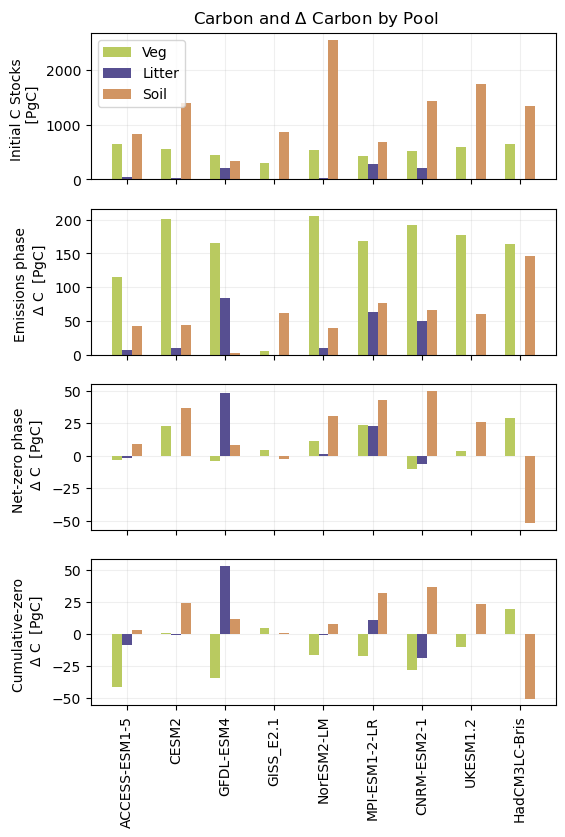 Carbon and Δ Carbon by Pool
Initial C Stocks
[PgC]
2000
1000
0
Veg
Litter
Soil
Emissions phase
Δ C [PgC]
200
150
100
50
0
Net-zero phase
Δ C [PgC]
50
25
0
−25
−50
Cumulative-zero
Δ C [PgC]
50
25
0
−25
−50
ACCESS-ESM1-5
CESM2
GFDL-ESM4
GISS_E2.1
NorESM2-LM
MPI-ESM1-2-LR
CNRM-ESM2-1
UKESM1.2
HadCM3LC-Bris